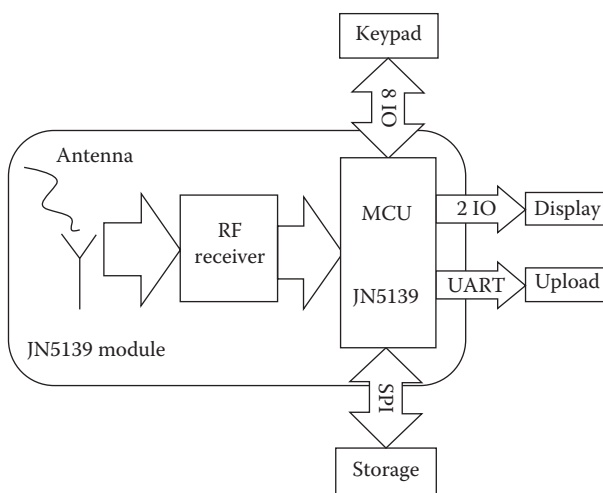 Keypad
8 IO
Antenna
MCU
2 IO
Display
RF
receiver
UART
Upload
JN5139
JN5139 module
SPI
Storage